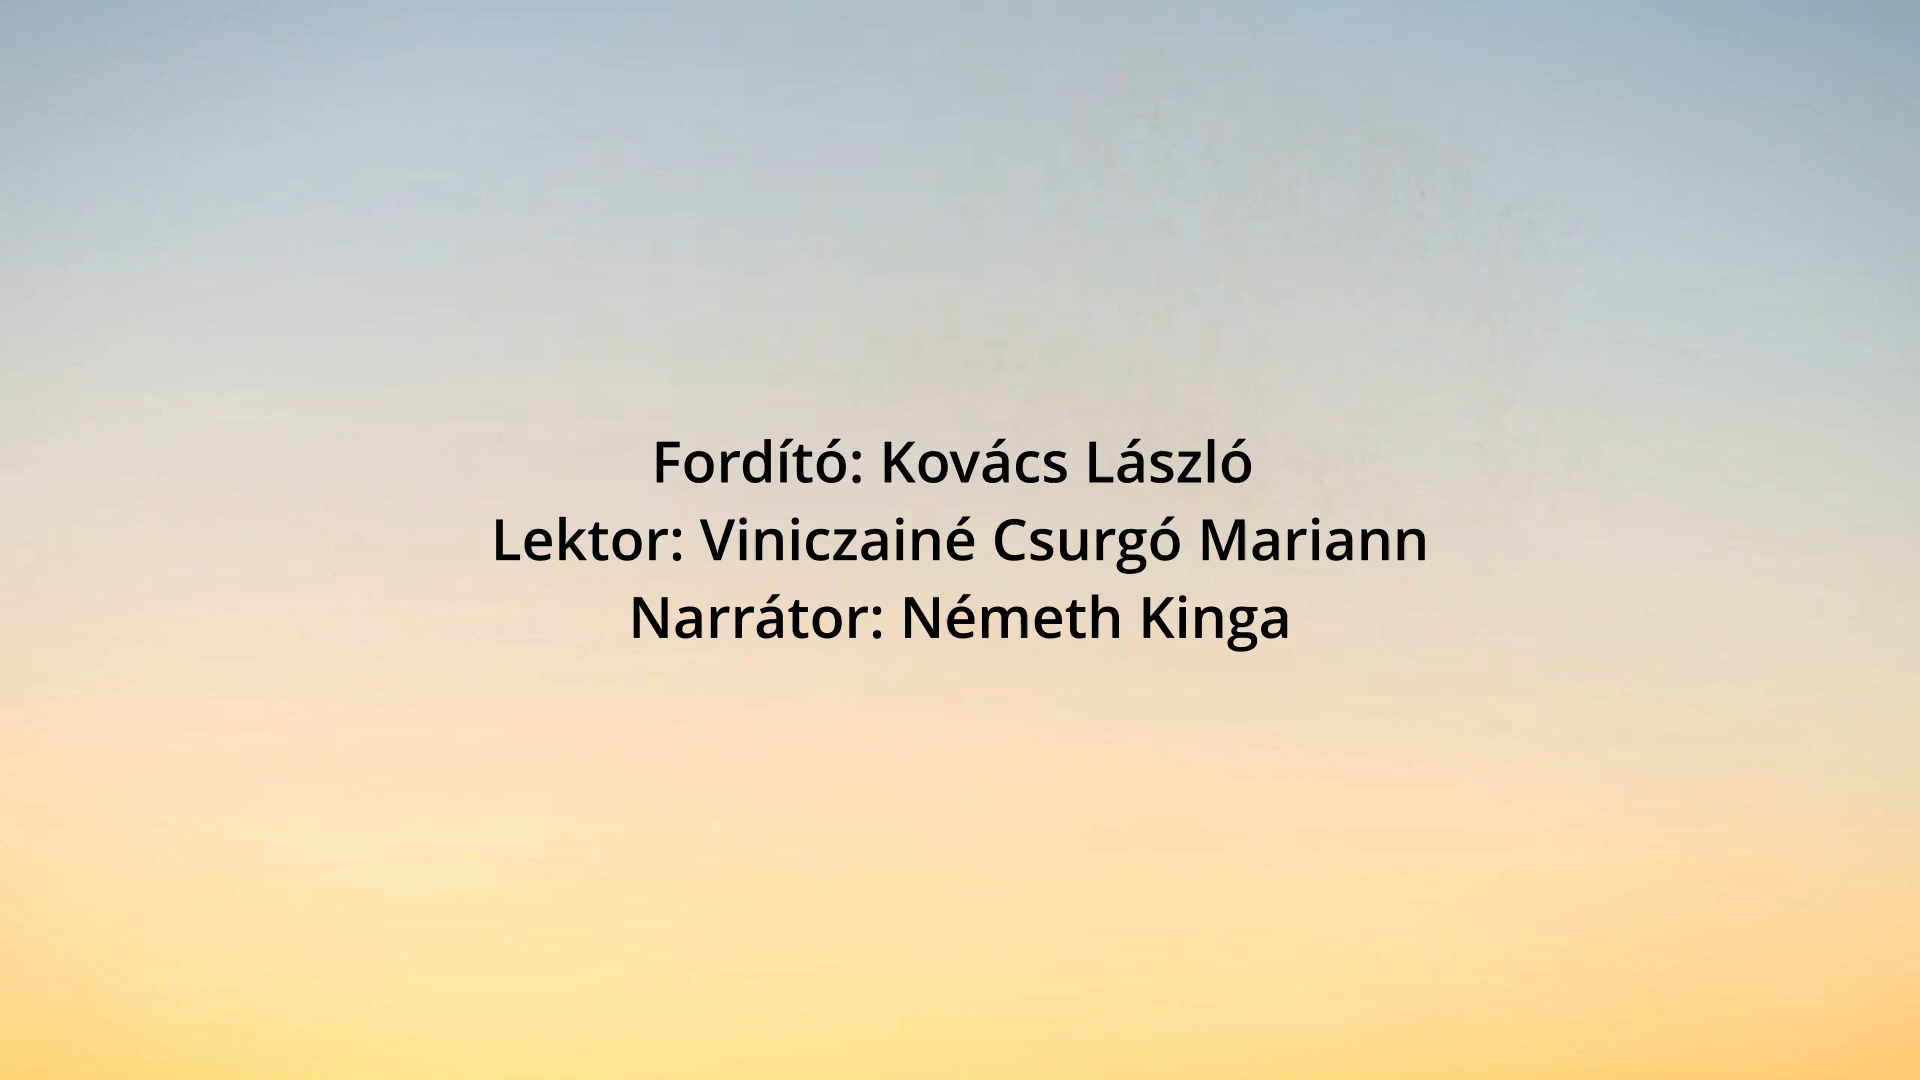 Fordító: Kovács László
Lektor: Viniczainé Csurgó Mariann
Narrátor: Németh Kinga